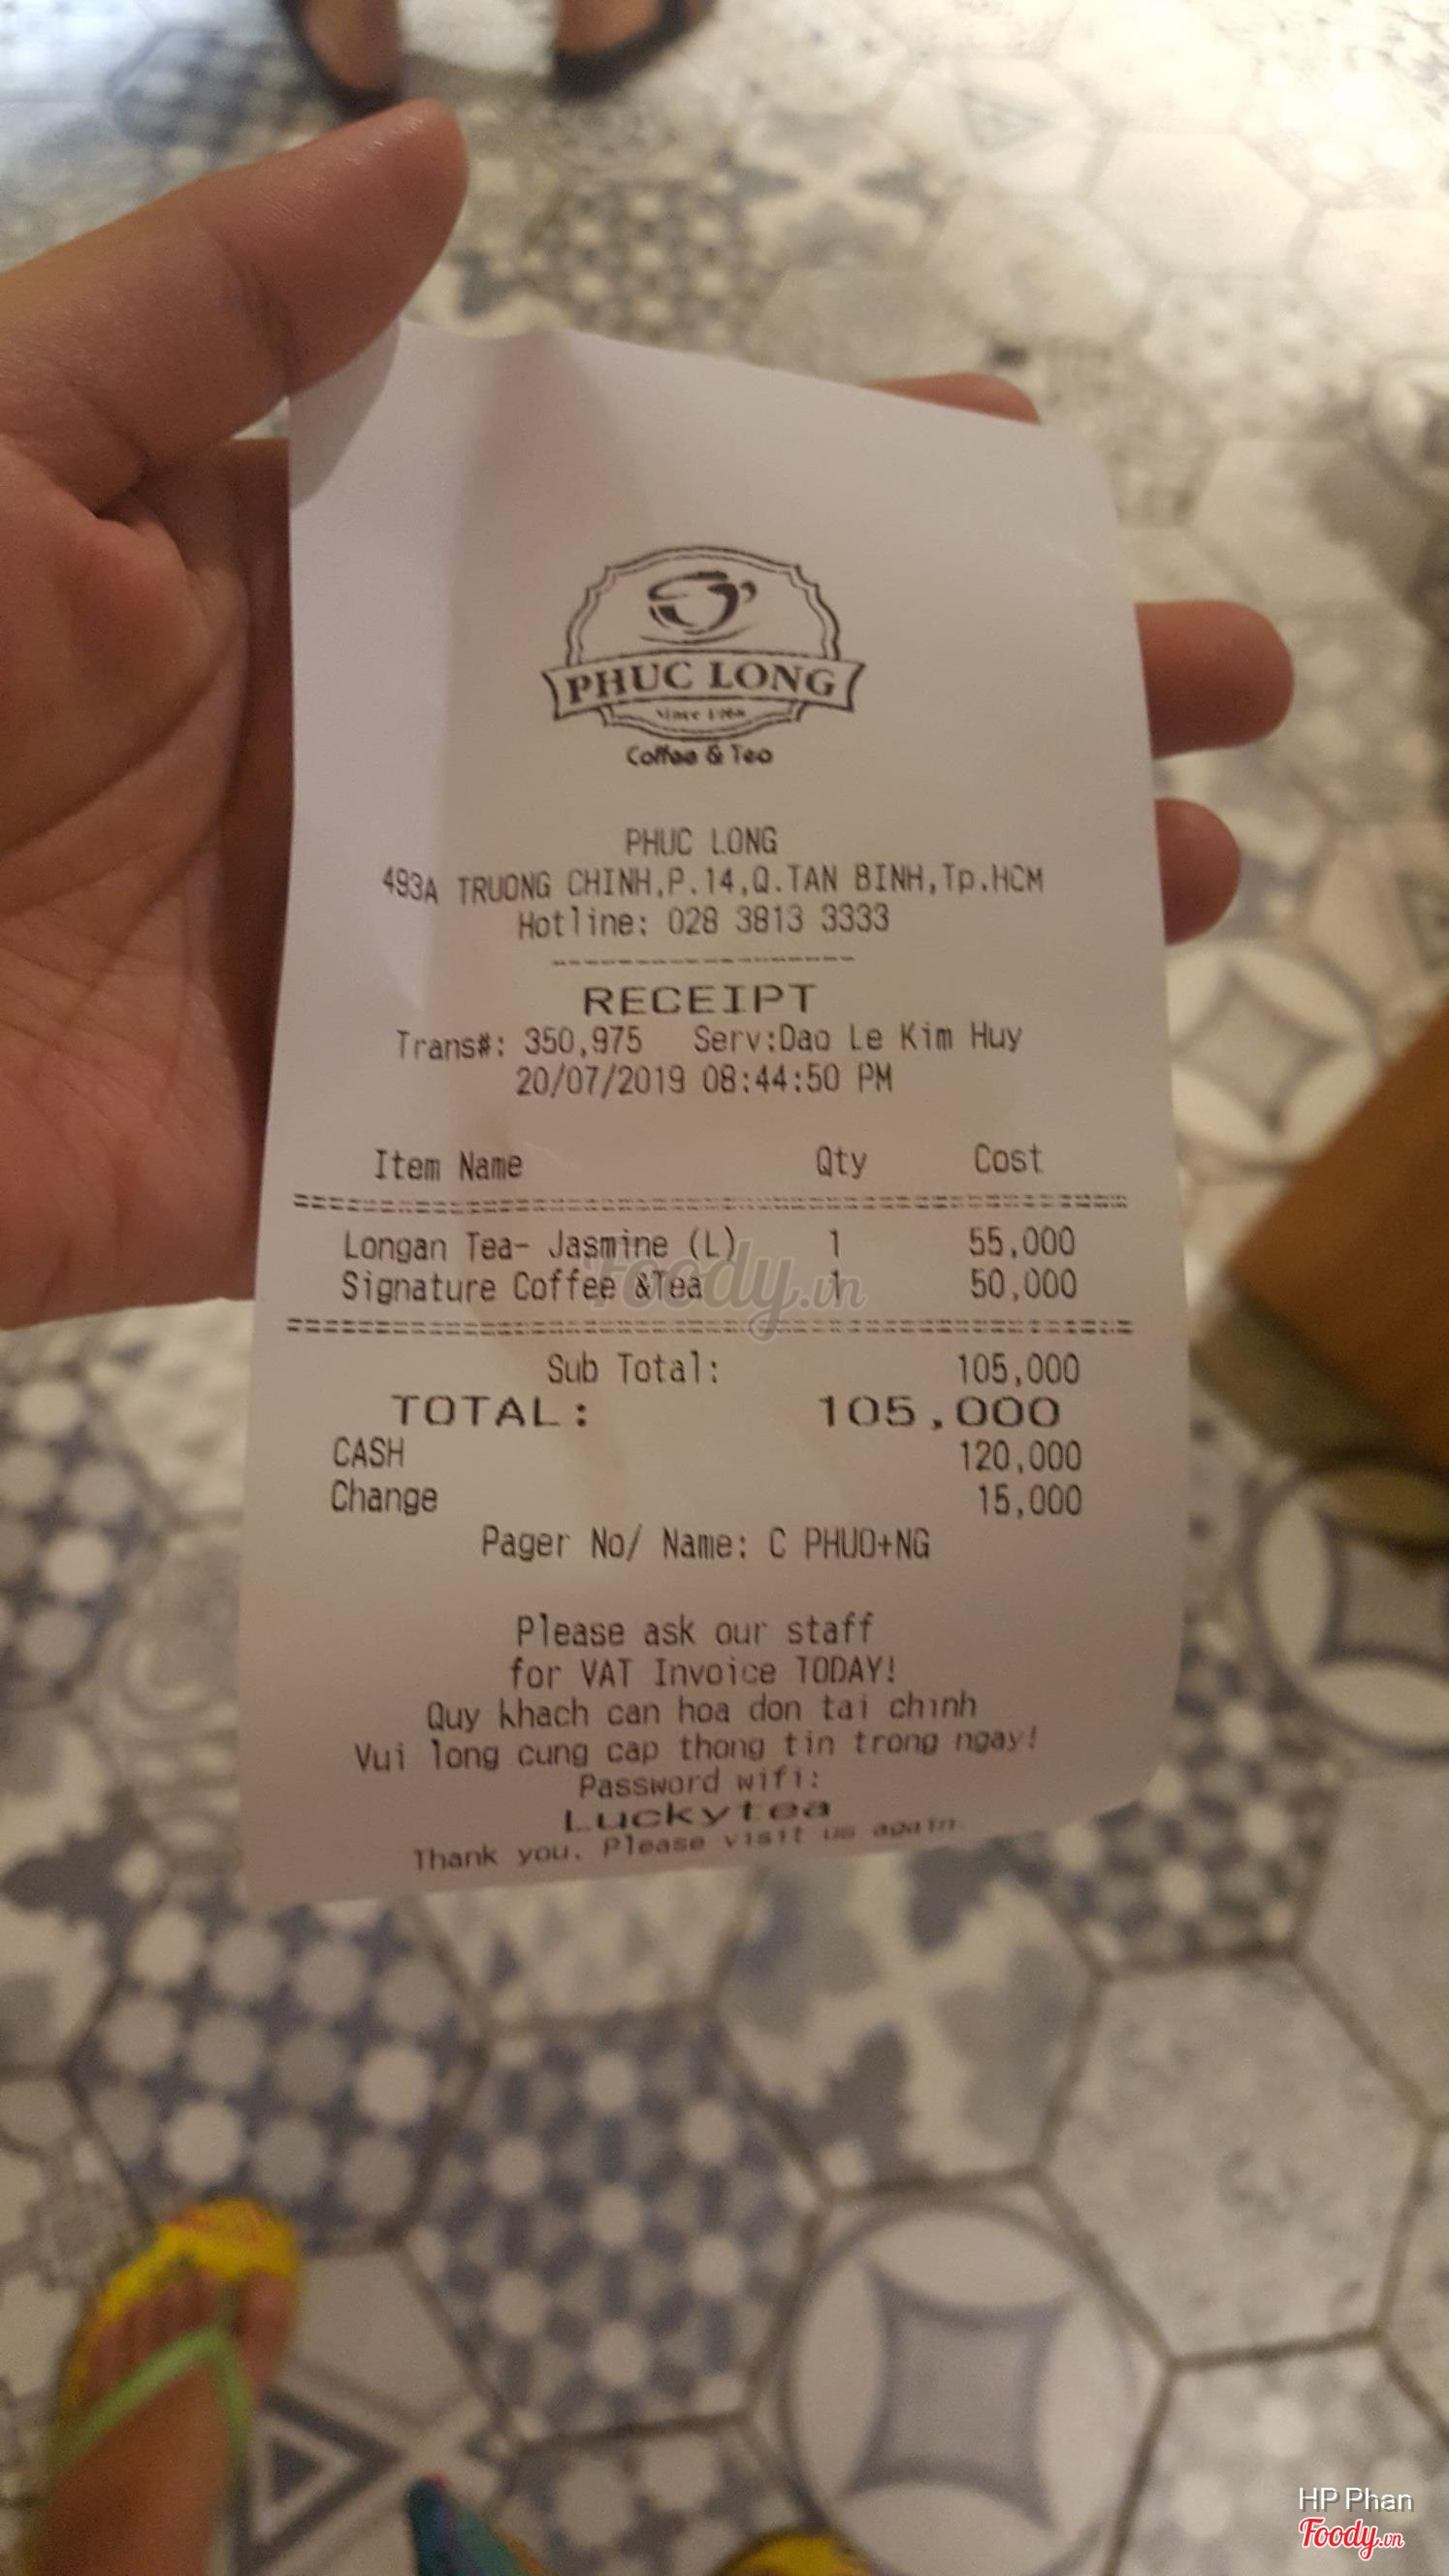 PHUC LONG
Since 1968
Coffee & Tea
PHUC LONG
493A TRUONG CHINH,P.14,Q.TAN BINH,Tp.HCM
Hotline: 028 3813 3333
--------------------
RECEIPT
Trans#: 350,975 Serv:Dao Le Kim Huy
20/07/2019 08:44:50 PM
Item Name Qty Cost
Longan Tea- Jasmine (L) 1 55,000
Signature Coffee &Tea 1 50,000
Foody.vn
Sub Total: 105,000
TOTAL: 105,000
CASH 120,000
Change 15,000
Pager No/ Name: C PHUO+NG
Please ask our staff
for VAT Invoice TODAY!
Quy khach can hoa don tai chinh
Vui long cung cap thong tin trong ngay!
Password wifi:
Luckytea
Thank you. Please visit us again.
HP Phan
Foody.vn